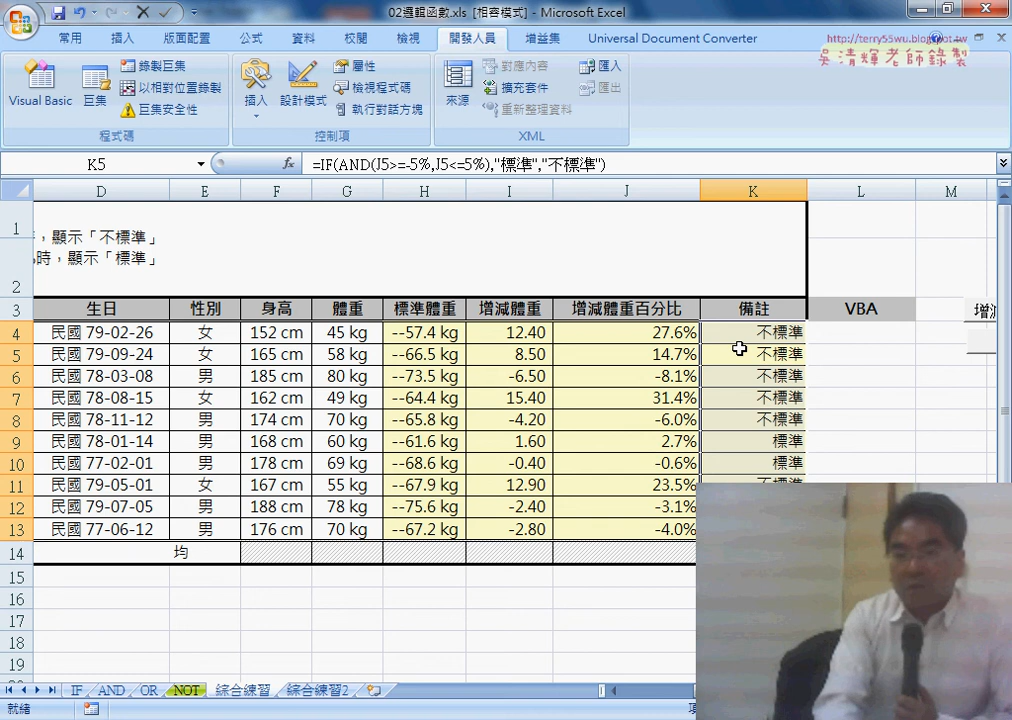 02邏輯函數.xls [相容模式] - Microsoft Excel
常用 插入 版面配置 公式 資料 校閱 檢視 開發人員 增益集 Universal Document Converter
http://terry55wu.blogspot.tw
吳清輝老師錄製
Visual Basic 巨集 錄製巨集 以相對位置錄製 巨集安全性
插入 設計模式 屬性 檢視程式碼 執行對話方塊
來源 對應內容 擴充套件 重新整理資料 匯入 匯出
程式碼 控制項 XML
K5 fx =IF(AND(J5>=-5%,J5<=5%),"標準","不標準")
D E F G H I J K L M
1
,顯示「不標準」
時,顯示「標準」
2
3 生日 性別 身高 體重 標準體重 增減體重 增減體重百分比 備註 VBA
4 民國 79-02-26 女 152 cm 45 kg --57.4 kg 12.40 27.6% 不標準
5 民國 79-09-24 女 165 cm 58 kg --66.5 kg 8.50 14.7% 不標準
6 民國 78-03-08 男 185 cm 80 kg --73.5 kg -6.50 -8.1% 不標準
7 民國 78-08-15 女 162 cm 49 kg --64.4 kg 15.40 31.4% 不標準
8 民國 78-11-12 男 174 cm 70 kg --65.8 kg -4.20 -6.0% 不標準
9 民國 78-01-14 男 168 cm 60 kg --61.6 kg 1.60 2.7% 標準
10 民國 77-02-01 男 178 cm 69 kg --68.6 kg -0.40 -0.6% 標準
11 民國 79-05-01 女 167 cm 55 kg --67.9 kg 12.90 23.5%
12 民國 79-07-05 男 188 cm 78 kg --75.6 kg -2.40 -3.1%
13 民國 77-06-12 男 176 cm 70 kg --67.2 kg -2.80 -4.0%
14 均
15
16
17
18
19
IF AND OR NOT 綜合練習 綜合練習2
就緒